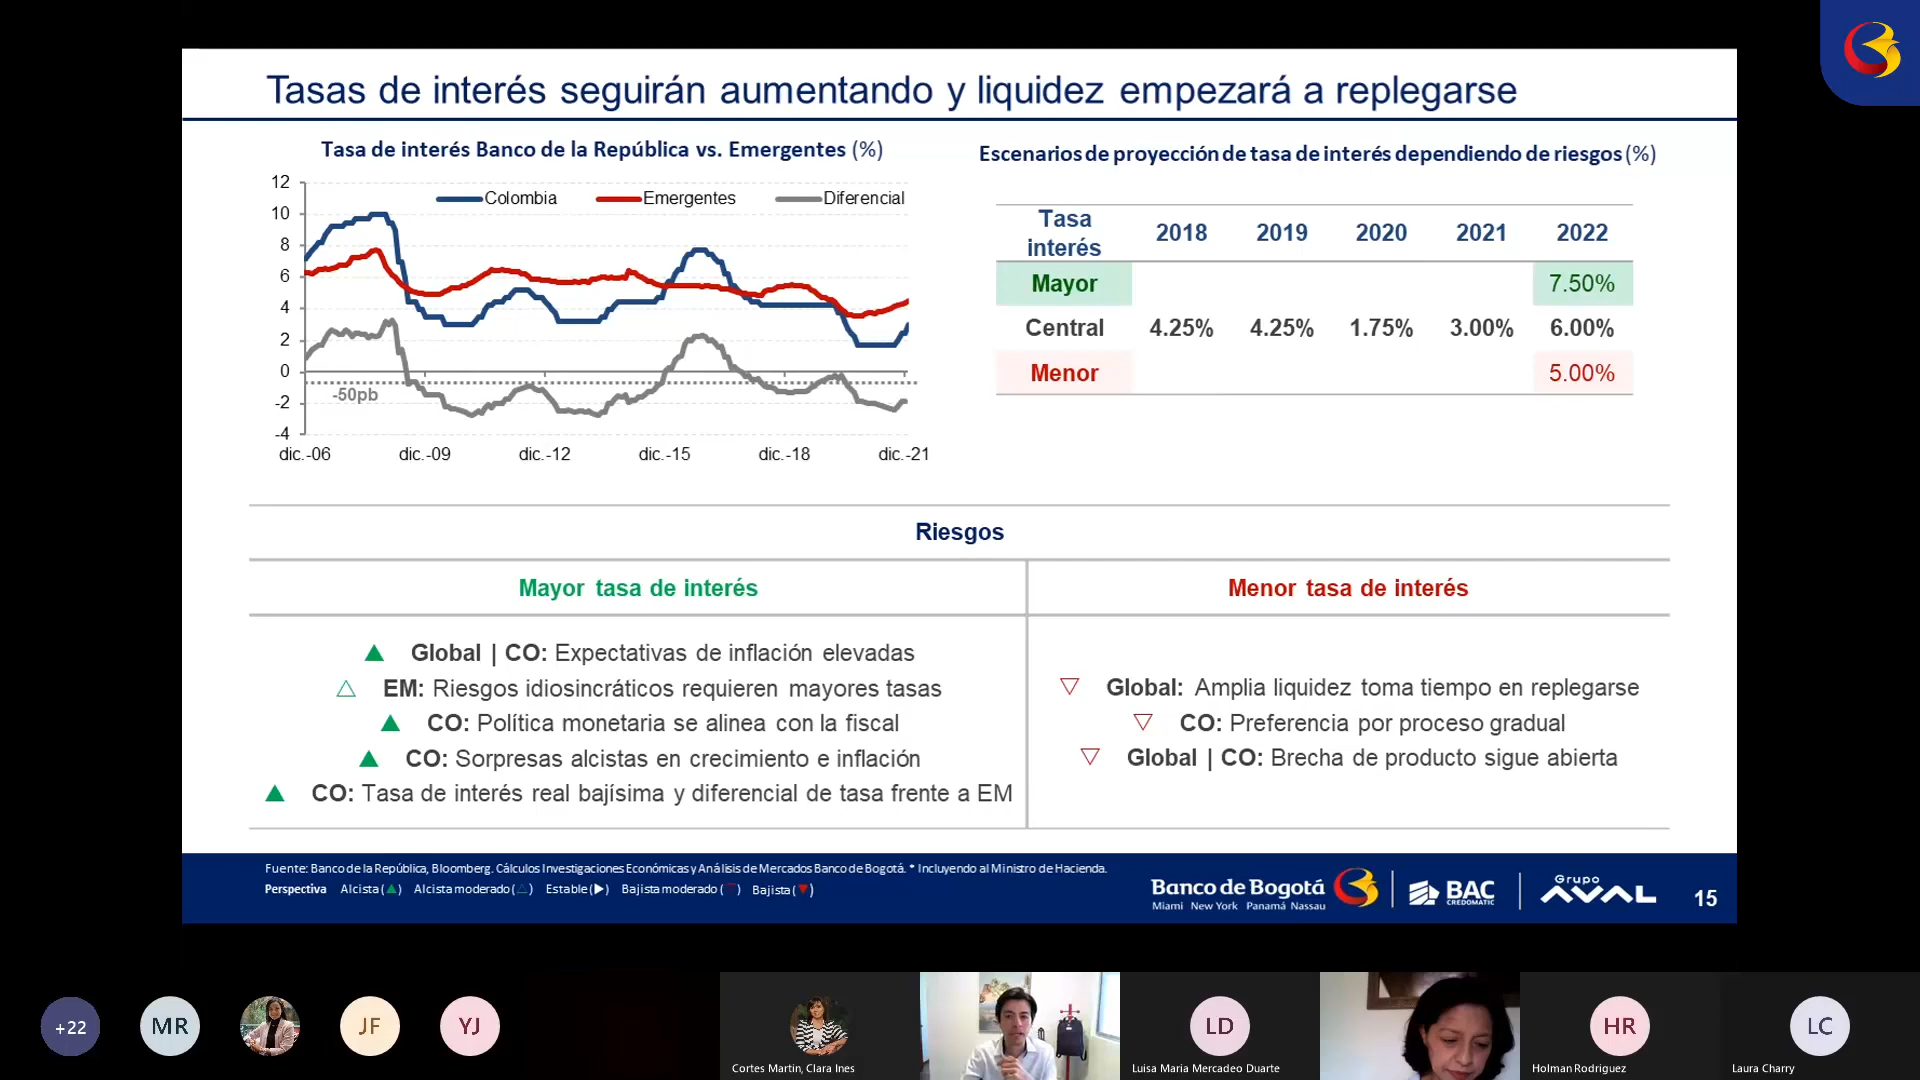 Tasas de interés seguirán aumentando y liquidez empezará a replegarse
Tasa de interés Banco de la República vs. Emergentes (%)
12
10
8
6
4
2
0
-2
-4
Colombia
Emergentes
Diferencial
-50pb
dic.-06
dic.-09
dic.-12
dic.-15
dic.-18
dic.-21
Escenarios de proyección de tasa de interés dependiendo de riesgos (%)
Tasa interés 2018 2019 2020 2021 2022
Mayor 7.50%
Central 4.25% 4.25% 1.75% 3.00% 6.00%
Menor 5.00%
Riesgos
Mayor tasa de interés
▲ Global | CO: Expectativas de inflación elevadas
△ EM: Riesgos idiosincráticos requieren mayores tasas
▲ CO: Política monetaria se alinea con la fiscal
▲ CO: Sorpresas alcistas en crecimiento e inflación
▲ CO: Tasa de interés real bajísima y diferencial de tasa frente a EM
Menor tasa de interés
▽ Global: Amplia liquidez toma tiempo en replegarse
▽ CO: Preferencia por proceso gradual
▽ Global | CO: Brecha de producto sigue abierta
Fuente: Banco de la República, Bloomberg. Cálculos Investigaciones Económicas y Análisis de Mercados Banco de Bogotá. * Incluyendo al Ministro de Hacienda.
Perspectiva Alcista (▲) Alcista moderado (△) Estable (▶) Bajista moderado (▽) Bajista (▼)
Banco de Bogotá
Miami New York Panamá Nassau
BAC
CREDOMATIC
Grupo
AVAL
15
+22
MR
JF
YJ
Cortes Martin, Clara Ines
LD
Luisa Maria Mercadeo Duarte
HR
Holman Rodriguez
LC
Laura Charry